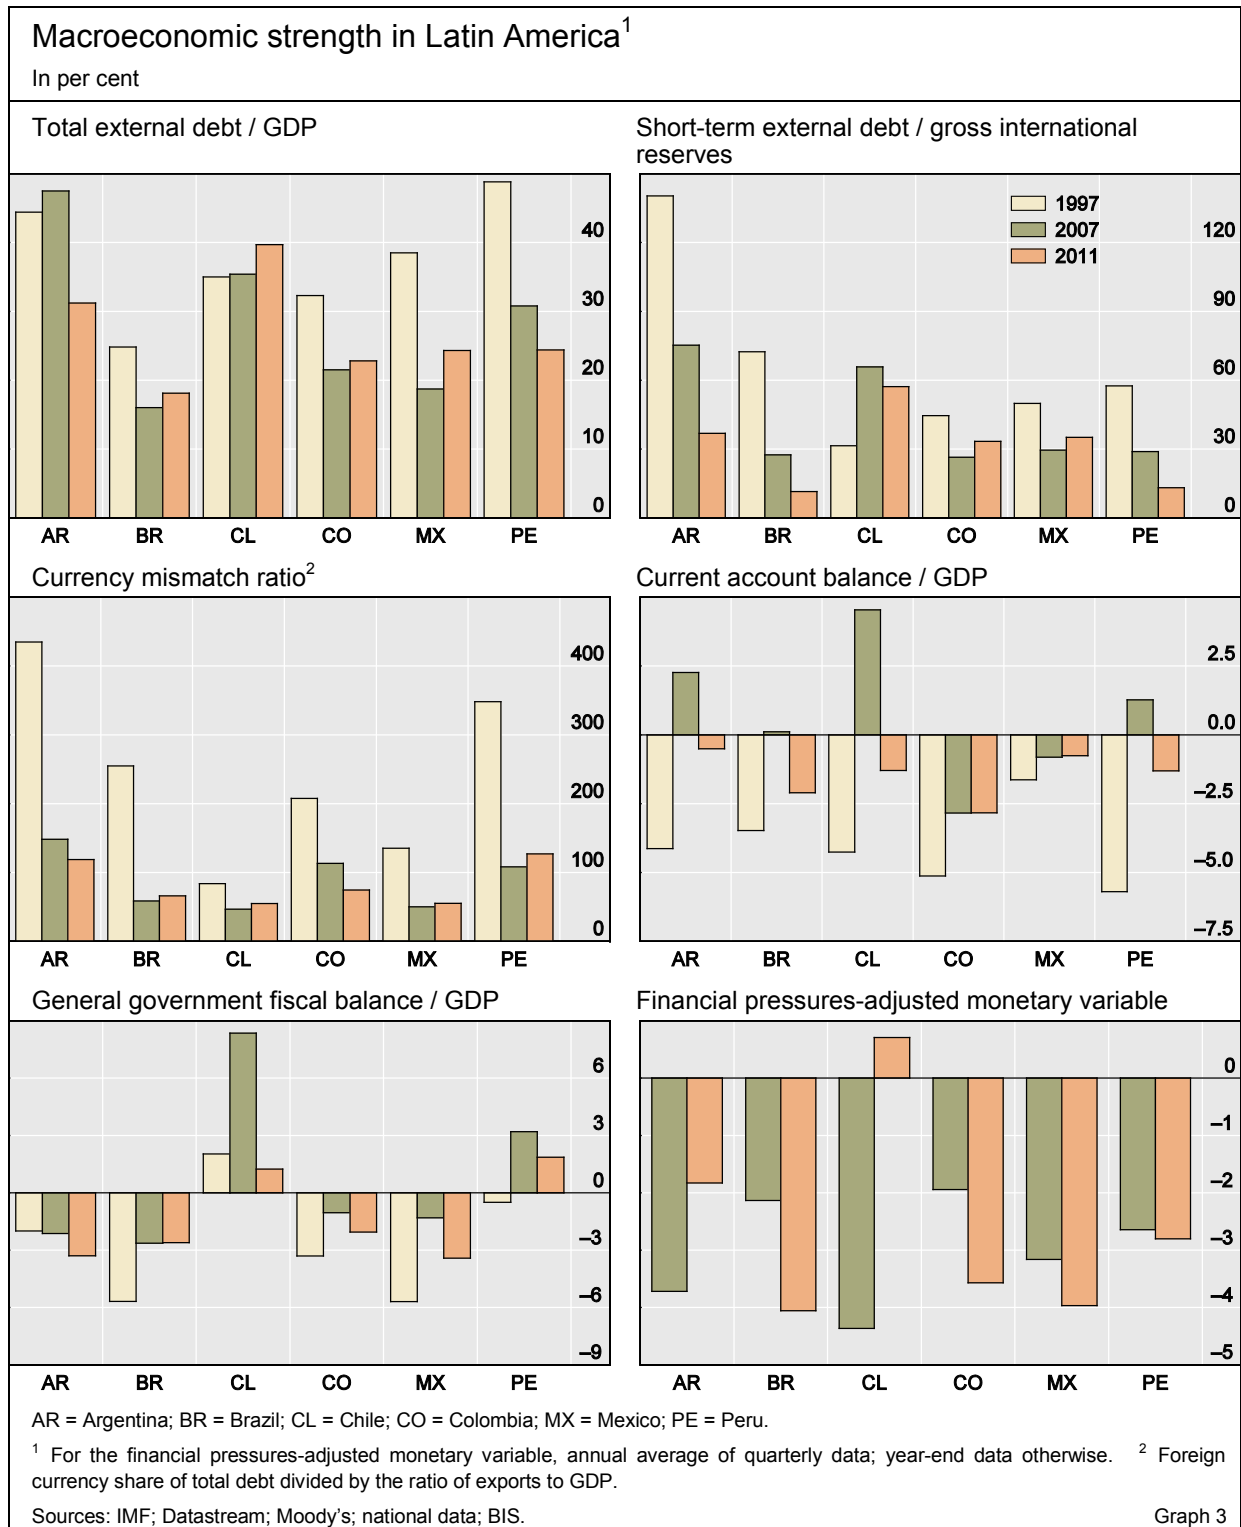 Macroeconomic strength in Latin America¹
In per cent
Total external debt / GDP
Short-term external debt / gross international
reserves
40
30
20
10
0
AR BR CL CO MX PE
1997
2007
2011
120
90
60
30
0
AR BR CL CO MX PE
Currency mismatch ratio²
400
300
200
100
0
AR BR CL CO MX PE
Current account balance / GDP
2.5
0.0
–2.5
–5.0
–7.5
AR BR CL CO MX PE
General government fiscal balance / GDP
6
3
0
–3
–6
–9
AR BR CL CO MX PE
Financial pressures-adjusted monetary variable
0
–1
–2
–3
–4
–5
AR BR CL CO MX PE
AR = Argentina; BR = Brazil; CL = Chile; CO = Colombia; MX = Mexico; PE = Peru.
¹ For the financial pressures-adjusted monetary variable, annual average of quarterly data; year-end data otherwise. ² Foreign
currency share of total debt divided by the ratio of exports to GDP.
Sources: IMF; Datastream; Moody's; national data; BIS. Graph 3